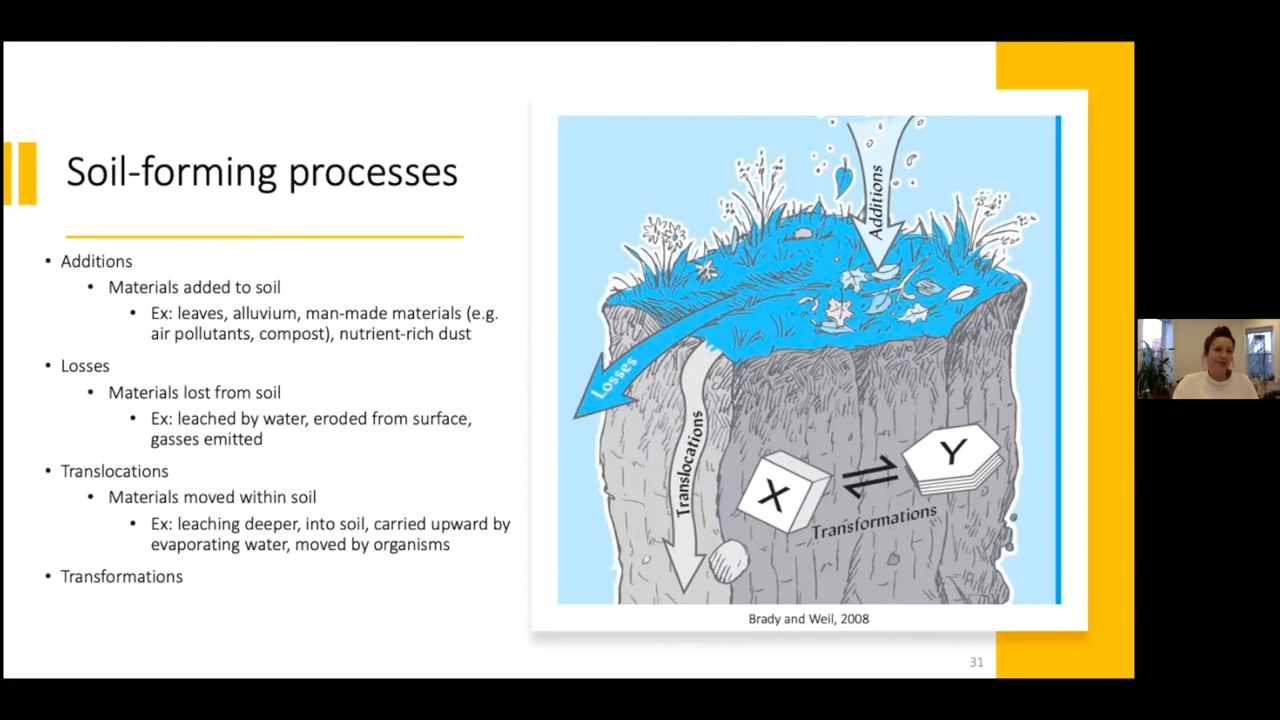 Soil-forming processes
• Additions
• Materials added to soil
• Ex: leaves, alluvium, man-made materials (e.g.
air pollutants, compost), nutrient-rich dust
• Losses
• Materials lost from soil
• Ex: leached by water, eroded from surface,
gasses emitted
• Translocations
• Materials moved within soil
• Ex: leaching deeper, into soil, carried upward by
evaporating water, moved by organisms
• Transformations
Additions
Losses
Translocations
X
Y
Transformations
Brady and Weil, 2008
31